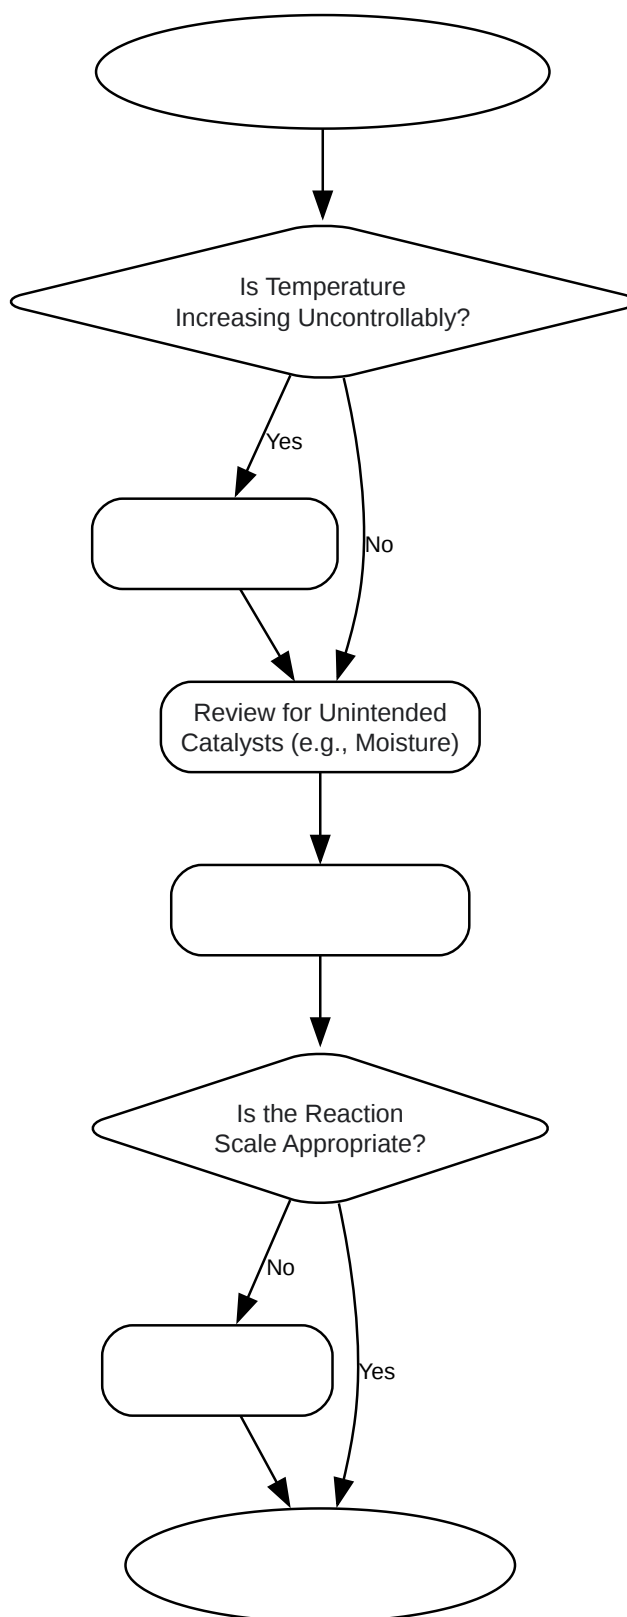 Is Temperature
Increasing Uncontrollably?
Yes
No
Review for Unintended
Catalysts (e.g., Moisture)
Is the Reaction
Scale Appropriate?
No
Yes